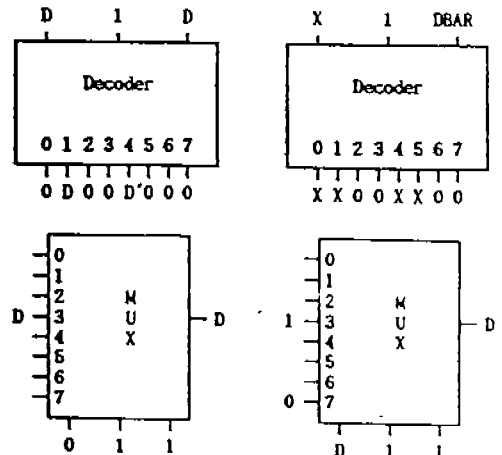 D 1 D
X 1 DBAR
Decoder
Decoder
0 1 2 3 4 5 6 7
0 1 2 3 4 5 6 7
0 D 0 0 D' 0 0 0
X X 0 0 X X 0 0
0
1
2
D 3
4
5
6
7
M
U
X
D
0 1 1
0
1
2
1 3
4
5
6
0 7
M
U
X
D
D 1 1